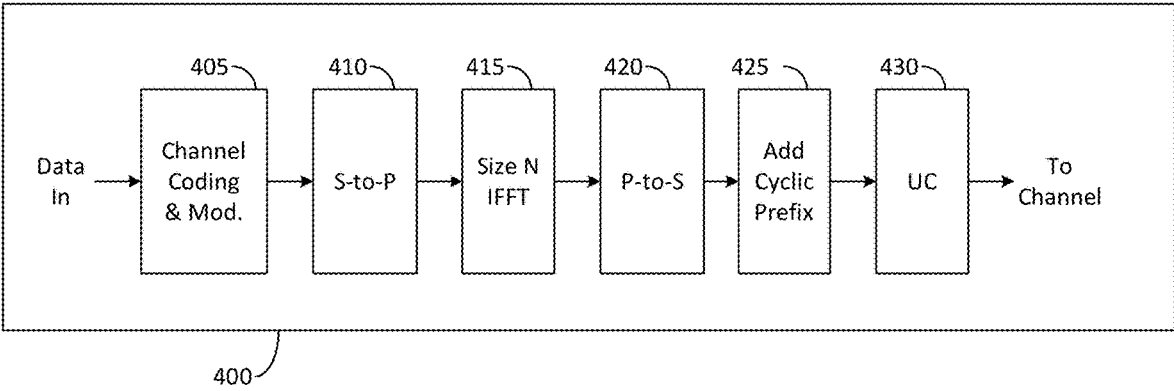 405
410
415
420
425
430
Data
In
Channel
Coding
& Mod.
S-to-P
Size N
IFFT
P-to-S
Add
Cyclic
Prefix
UC
To
Channel
400